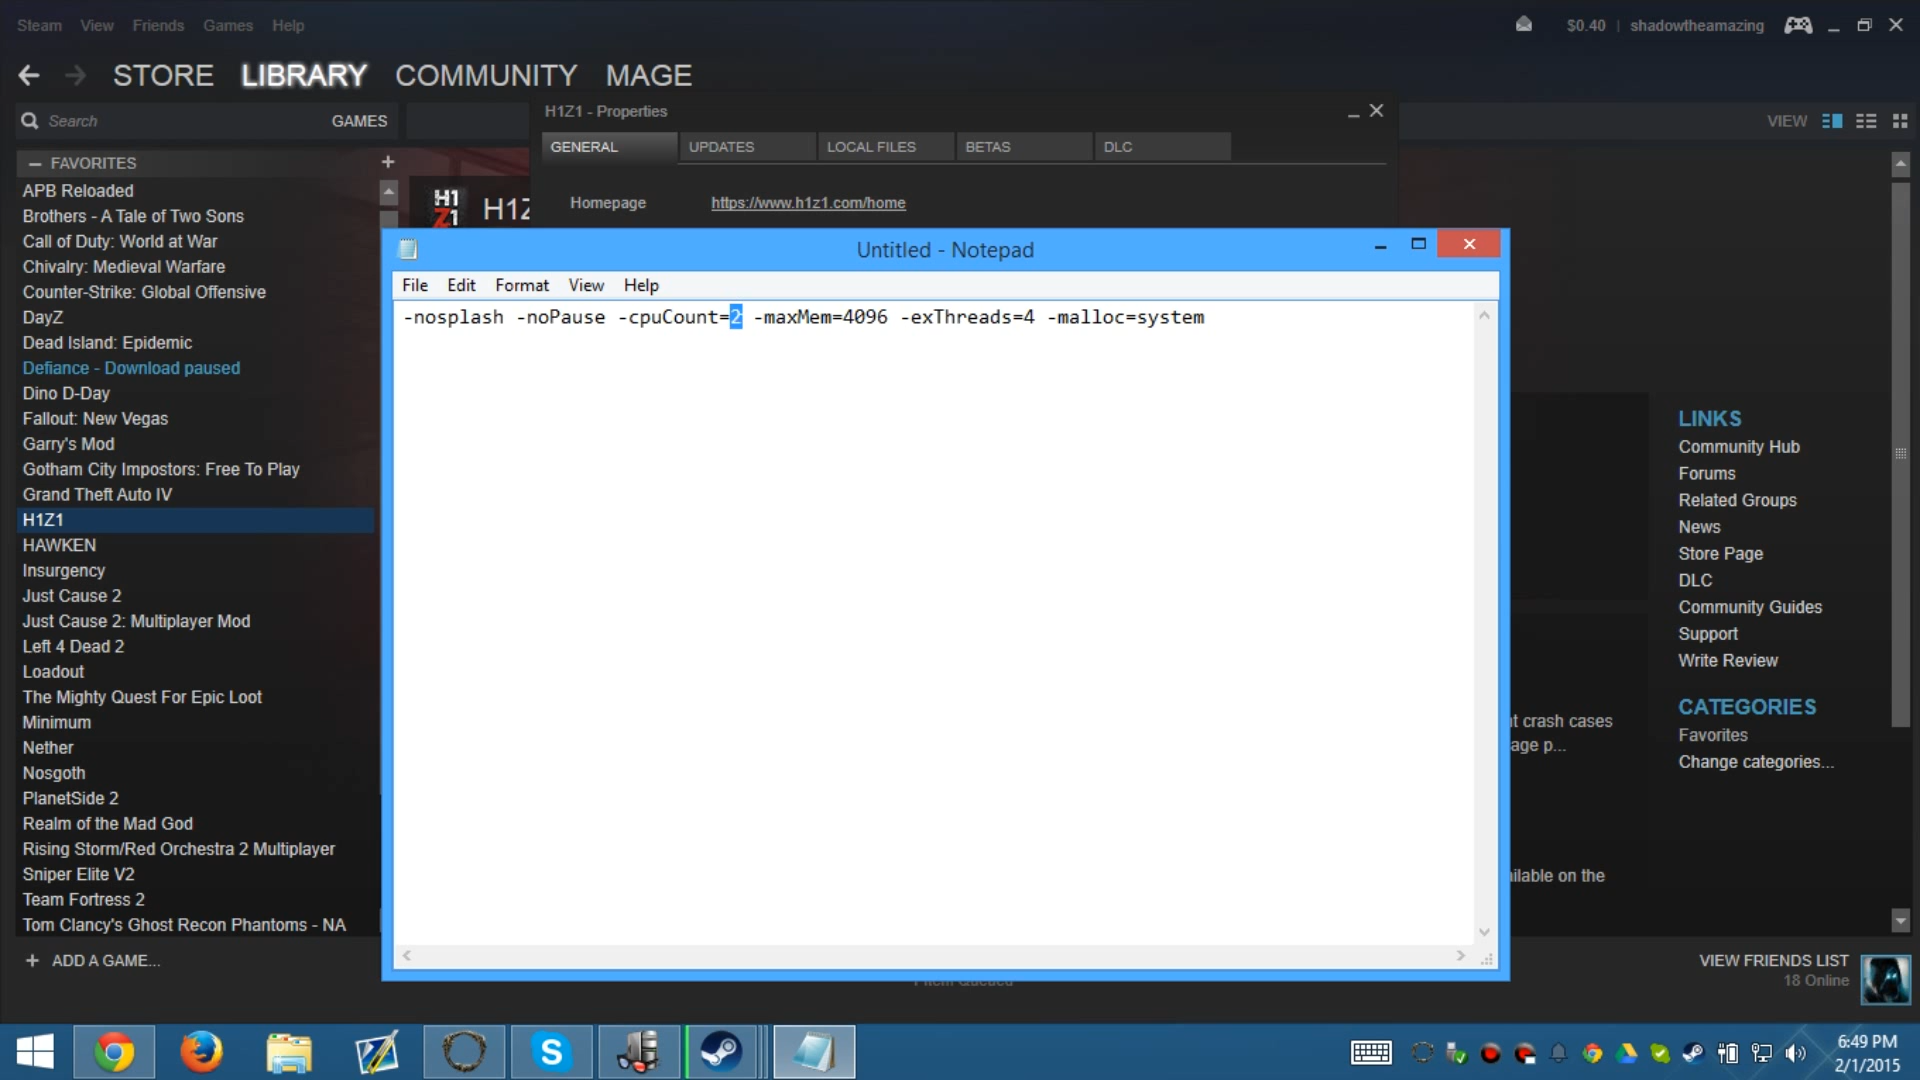 Steam View Friends Games Help
$0.40 | shadowtheamazing
STORE LIBRARY COMMUNITY MAGE
Search GAMES
H1Z1 - Properties
VIEW
GENERAL UPDATES LOCAL FILES BETAS DLC
Homepage https://www.h1z1.com/home
H1Z1
H1Z
– FAVORITES +
APB Reloaded
Brothers - A Tale of Two Sons
Call of Duty: World at War
Chivalry: Medieval Warfare
Counter-Strike: Global Offensive
DayZ
Dead Island: Epidemic
Defiance - Download paused
Dino D-Day
Fallout: New Vegas
Garry's Mod
Gotham City Impostors: Free To Play
Grand Theft Auto IV
H1Z1
HAWKEN
Insurgency
Just Cause 2
Just Cause 2: Multiplayer Mod
Left 4 Dead 2
Loadout
The Mighty Quest For Epic Loot
Minimum
Nether
Nosgoth
PlanetSide 2
Realm of the Mad God
Rising Storm/Red Orchestra 2 Multiplayer
Sniper Elite V2
Team Fortress 2
Tom Clancy's Ghost Recon Phantoms - NA
+ ADD A GAME...
Untitled - Notepad
File Edit Format View Help
-nosplash -noPause -cpuCount=2 -maxMem=4096 -exThreads=4 -malloc=system
LINKS
Community Hub
Forums
Related Groups
News
Store Page
DLC
Community Guides
Support
Write Review
CATEGORIES
Favorites
Change categories...
t crash cases
age p...
ilable on the
VIEW FRIENDS LIST
18 Online
6:49 PM
2/1/2015